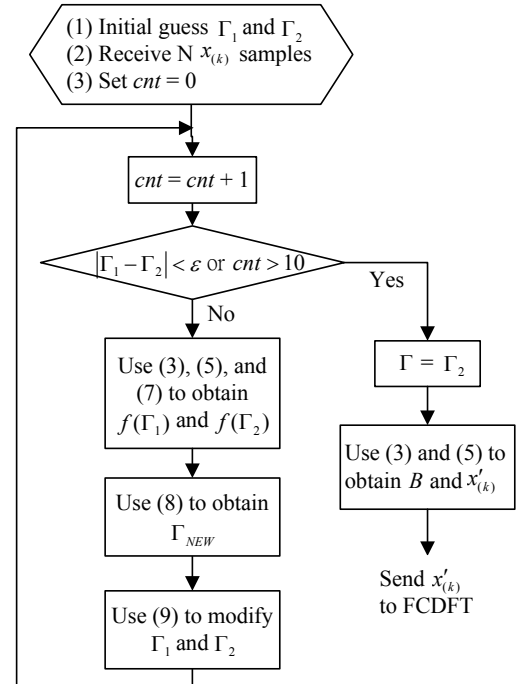 (1) Initial guess Γ₁ and Γ₂
(2) Receive N x₍ₖ₎ samples
(3) Set cnt = 0
cnt = cnt + 1
|Γ₁ − Γ₂| < ε or cnt > 10
Yes
No
Use (3), (5), and
(7) to obtain
f(Γ₁) and f(Γ₂)
Γ = Γ₂
Use (3) and (5) to
obtain B and x′₍ₖ₎
Use (8) to obtain
Γ_NEW
Send x′₍ₖ₎
to FCDFT
Use (9) to modify
Γ₁ and Γ₂